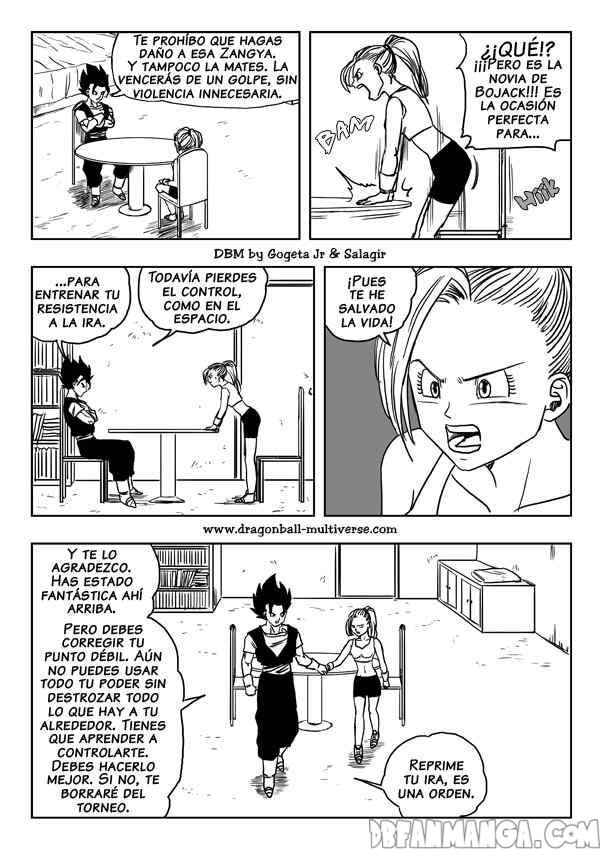 TE PROHÍBO QUE HAGAS
DAÑO A ESA ZANGYA.
Y TAMPOCO LA MATES. LA
VENCERÁS DE UN GOLPE, SIN
VIOLENCIA INNECESARIA.
¿¡QUÉ!?
¡¡¡PERO ES LA
NOVIA DE
BOJACK!!! ES
LA OCASIÓN
PERFECTA
PARA...
BAM
Hiiik
DBM by Gogeta Jr & Salagir
...PARA
ENTRENAR TU
RESISTENCIA
A LA IRA.
TODAVÍA PIERDES
EL CONTROL,
COMO EN EL
ESPACIO.
¡PUES
TE HE
SALVADO
LA VIDA!
www.dragonball-multiverse.com
Y TE LO
AGRADEZCO.
HAS ESTADO
FANTÁSTICA AHÍ
ARRIBA.
PERO DEBES
CORREGIR TU
PUNTO DÉBIL. AÚN
NO PUEDES USAR
TODO TU PODER SIN
DESTROZAR TODO
LO QUE HAY A TU
ALREDEDOR. TIENES
QUE APRENDER A
CONTROLARTE.
DEBES HACERLO
MEJOR. SI NO, TE
BORRARÉ DEL
TORNEO.
REPRIME
TU IRA, ES
UNA ORDEN.
DBFANMANGA.COM